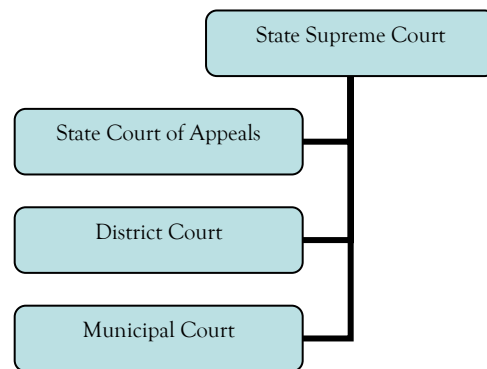 State Supreme Court
State Court of Appeals
District Court
Municipal Court